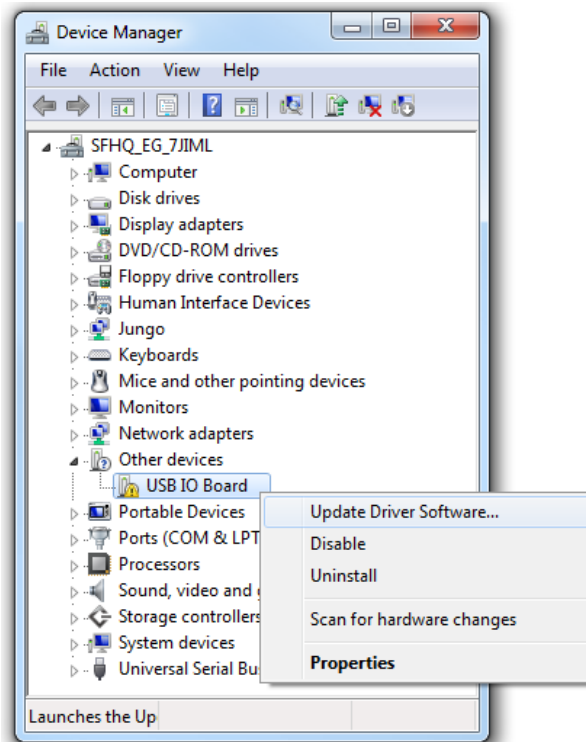 Device Manager
File Action View Help
SFHQ_EG_7JIML
Computer
Disk drives
Display adapters
DVD/CD-ROM drives
Floppy drive controllers
Human Interface Devices
Jungo
Keyboards
Mice and other pointing devices
Monitors
Network adapters
Other devices
USB IO Board
Portable Devices
Ports (COM & LPT
Processors
Sound, video and
Storage controllers
System devices
Universal Serial Bu
Update Driver Software...
Disable
Uninstall
Scan for hardware changes
Properties
Launches the Up